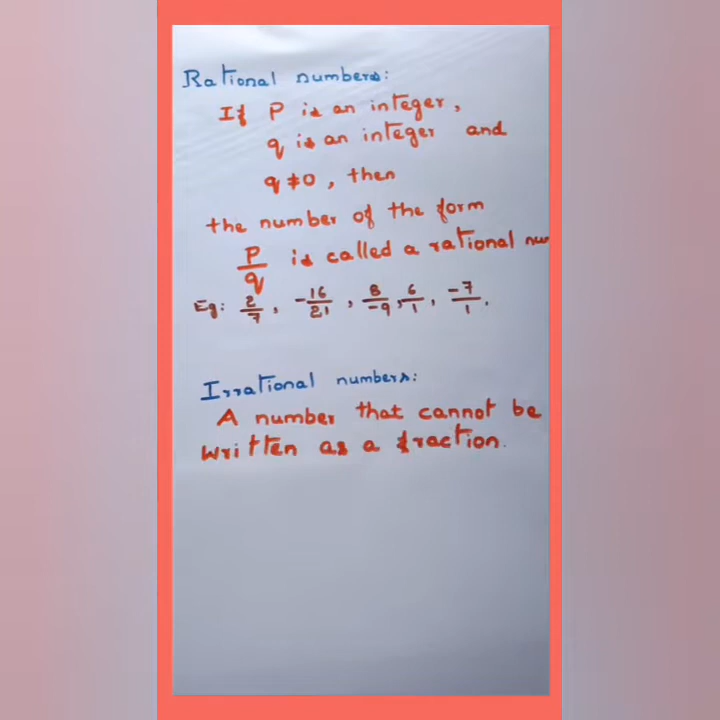 Rational numbers:
If P is an integer,
q is an integer and
q ≠ 0, then
the number of the form
P/q is called a rational nu
Eg: 2/7, -16/21, 8/-9, 6/1, -7/1.
Irrational numbers:
A number that cannot be
written as a fraction.